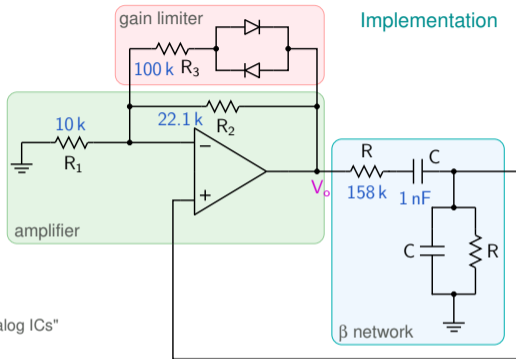 gain limiter
Implementation
100 k R3
10 k
22.1 k
R2
R1
R
C
Vo
158 k
1 nF
amplifier
C
R
alog ICs"
β network